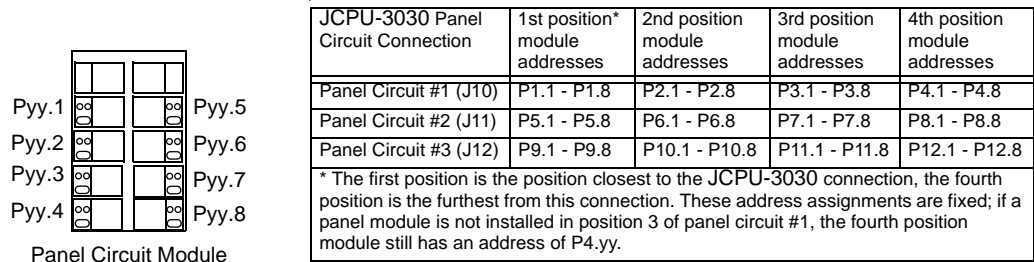 Pyy.1 Pyy.5
Pyy.2 Pyy.6
Pyy.3 Pyy.7
Pyy.4 Pyy.8
Panel Circuit Module
JCPU-3030 Panel Circuit Connection | 1st position* module addresses | 2nd position module addresses | 3rd position module addresses | 4th position module addresses
Panel Circuit #1 (J10) | P1.1 - P1.8 | P2.1 - P2.8 | P3.1 - P3.8 | P4.1 - P4.8
Panel Circuit #2 (J11) | P5.1 - P5.8 | P6.1 - P6.8 | P7.1 - P7.8 | P8.1 - P8.8
Panel Circuit #3 (J12) | P9.1 - P9.8 | P10.1 - P10.8 | P11.1 - P11.8 | P12.1 - P12.8
* The first position is the position closest to the JCPU-3030 connection, the fourth
position is the furthest from this connection. These address assignments are fixed; if a
panel module is not installed in position 3 of panel circuit #1, the fourth position
module still has an address of P4.yy.